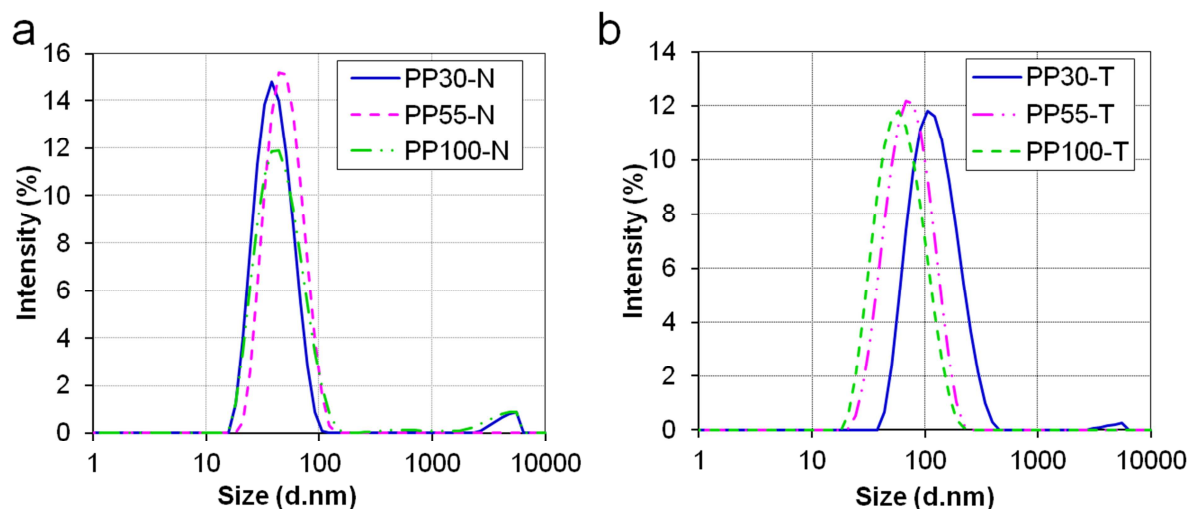 a
16
14
12
10
8
6
4
2
0
Intensity (%)
PP30-N
PP55-N
PP100-N
1
10
100
1000
10000
Size (d.nm)
b
14
12
10
8
6
4
2
0
Intensity (%)
PP30-T
PP55-T
PP100-T
1
10
100
1000
10000
Size (d.nm)